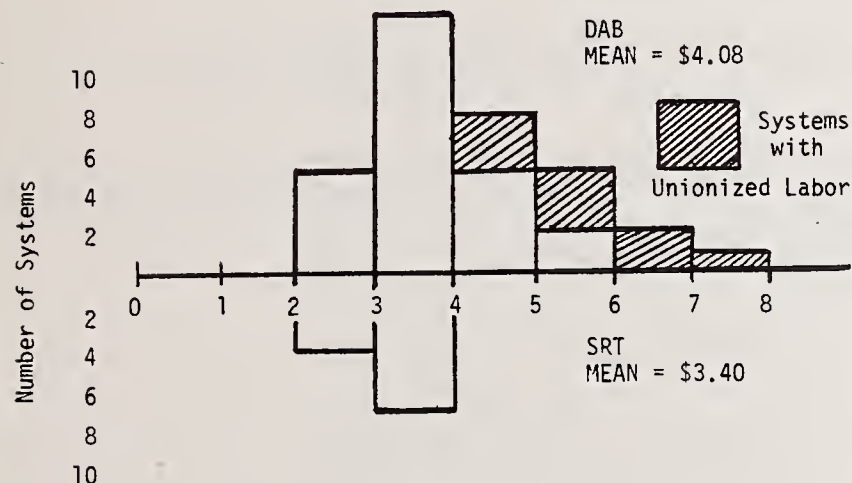 DAB
MEAN = $4.08
10
8
6
4
2
Systems
with
Unionized Labor
Number of Systems
0 1 2 3 4 5 6 7 8
2
4
6
8
10
SRT
MEAN = $3.40